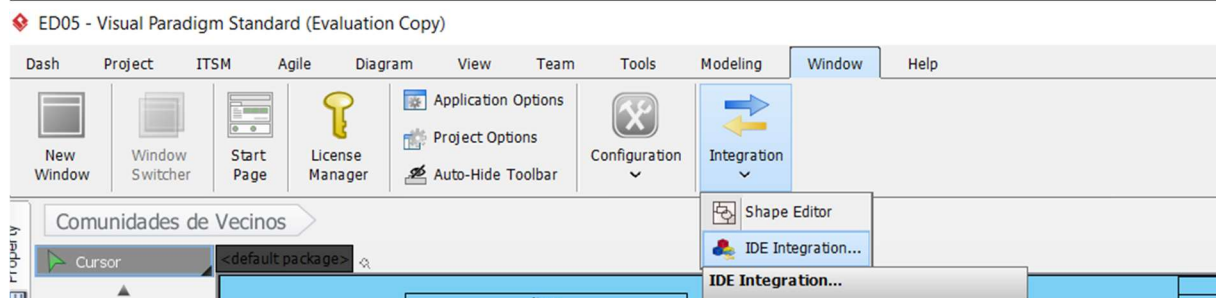 ED05 - Visual Paradigm Standard (Evaluation Copy)
Dash Project ITSM Agile Diagram View Team Tools Modeling Window Help
New Window
Window Switcher
Start Page
License Manager
Application Options
Project Options
Auto-Hide Toolbar
Configuration
Integration
Shape Editor
IDE Integration...
IDE Integration...
Comunidades de Vecinos
Property
Cursor
<default package>